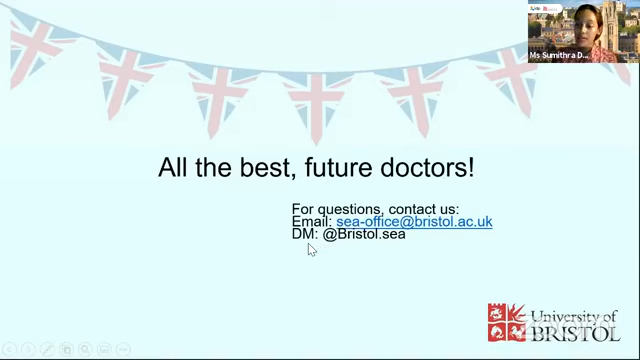 Ms Sumithra D...
All the best, future doctors!
For questions, contact us:
Email: sea-office@bristol.ac.uk
DM: @Bristol.sea
University of
BRISTOL